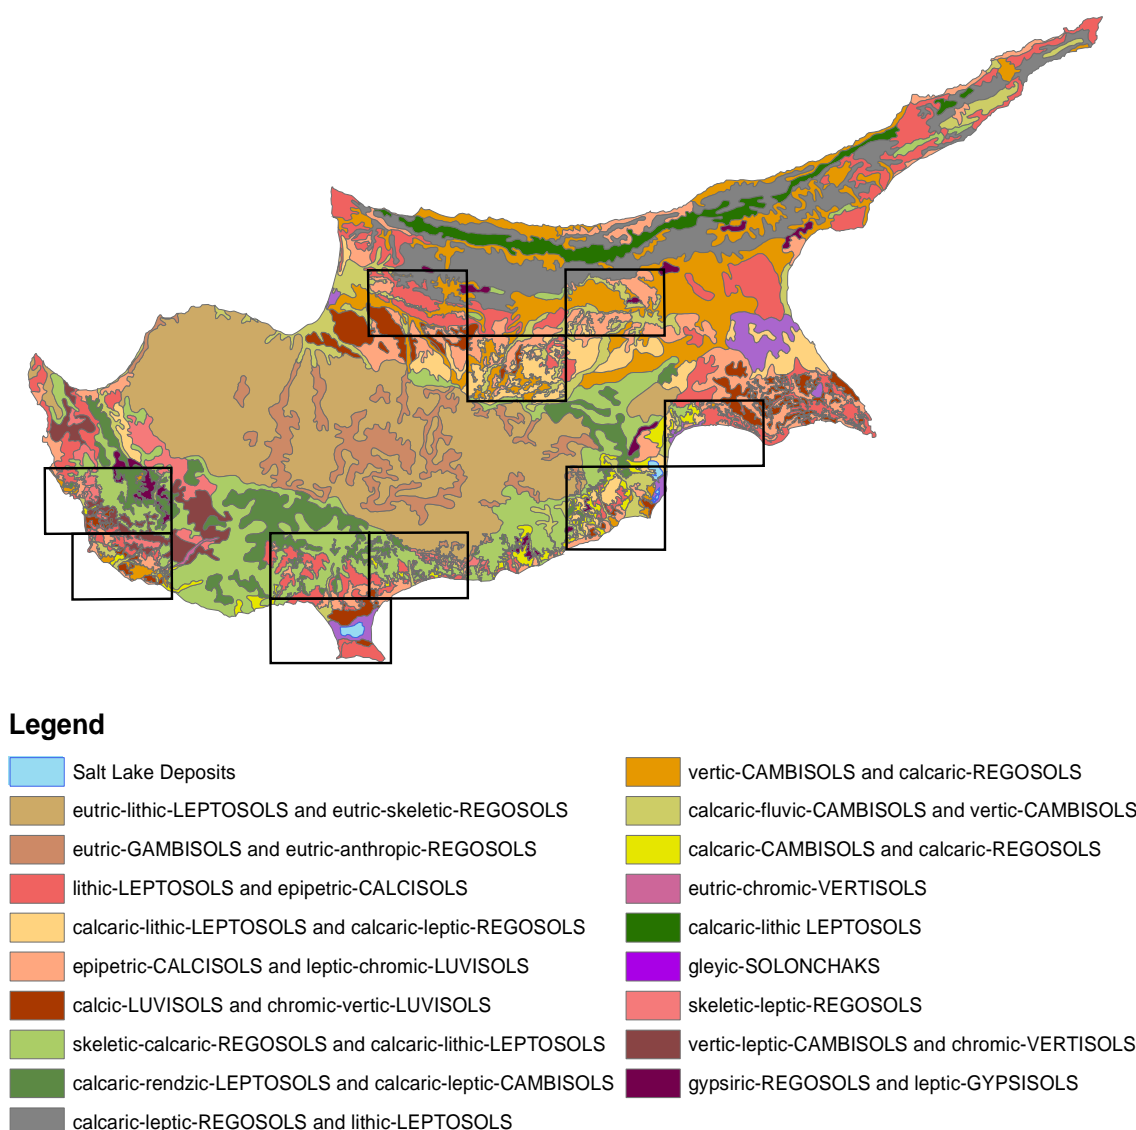 Legend
Salt Lake Deposits
eutric-lithic-LEPTOSOLS and eutric-skeletic-REGOSOLS
eutric-GAMBISOLS and eutric-anthropic-REGOSOLS
lithic-LEPTOSOLS and epipetric-CALCISOLS
calcaric-lithic-LEPTOSOLS and calcaric-leptic-REGOSOLS
epipetric-CALCISOLS and leptic-chromic-LUVISOLS
calcic-LUVISOLS and chromic-vertic-LUVISOLS
skeletic-calcaric-REGOSOLS and calcaric-lithic-LEPTOSOLS
calcaric-rendzic-LEPTOSOLS and calcaric-leptic-CAMBISOLS
calcaric-leptic-REGOSOLS and lithic-LEPTOSOLS
vertic-CAMBISOLS and calcaric-REGOSOLS
calcaric-fluvic-CAMBISOLS and vertic-CAMBISOLS
calcaric-CAMBISOLS and calcaric-REGOSOLS
eutric-chromic-VERTISOLS
calcaric-lithic LEPTOSOLS
gleyic-SOLONCHAKS
skeletic-leptic-REGOSOLS
vertic-leptic-CAMBISOLS and chromic-VERTISOLS
gypsiric-REGOSOLS and leptic-GYPSISOLS